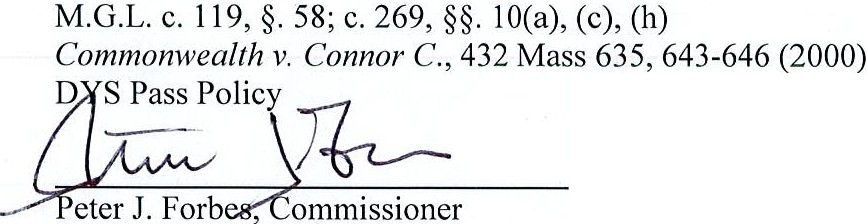 M.G.L. c. 119, §. 58; c. 269, §§. 10(a), (c), (h)
Commonwealth v. Connor C., 432 Mass 635, 643-646 (2000)
DYS Pass Policy
Peter J. Forbes, Commissioner